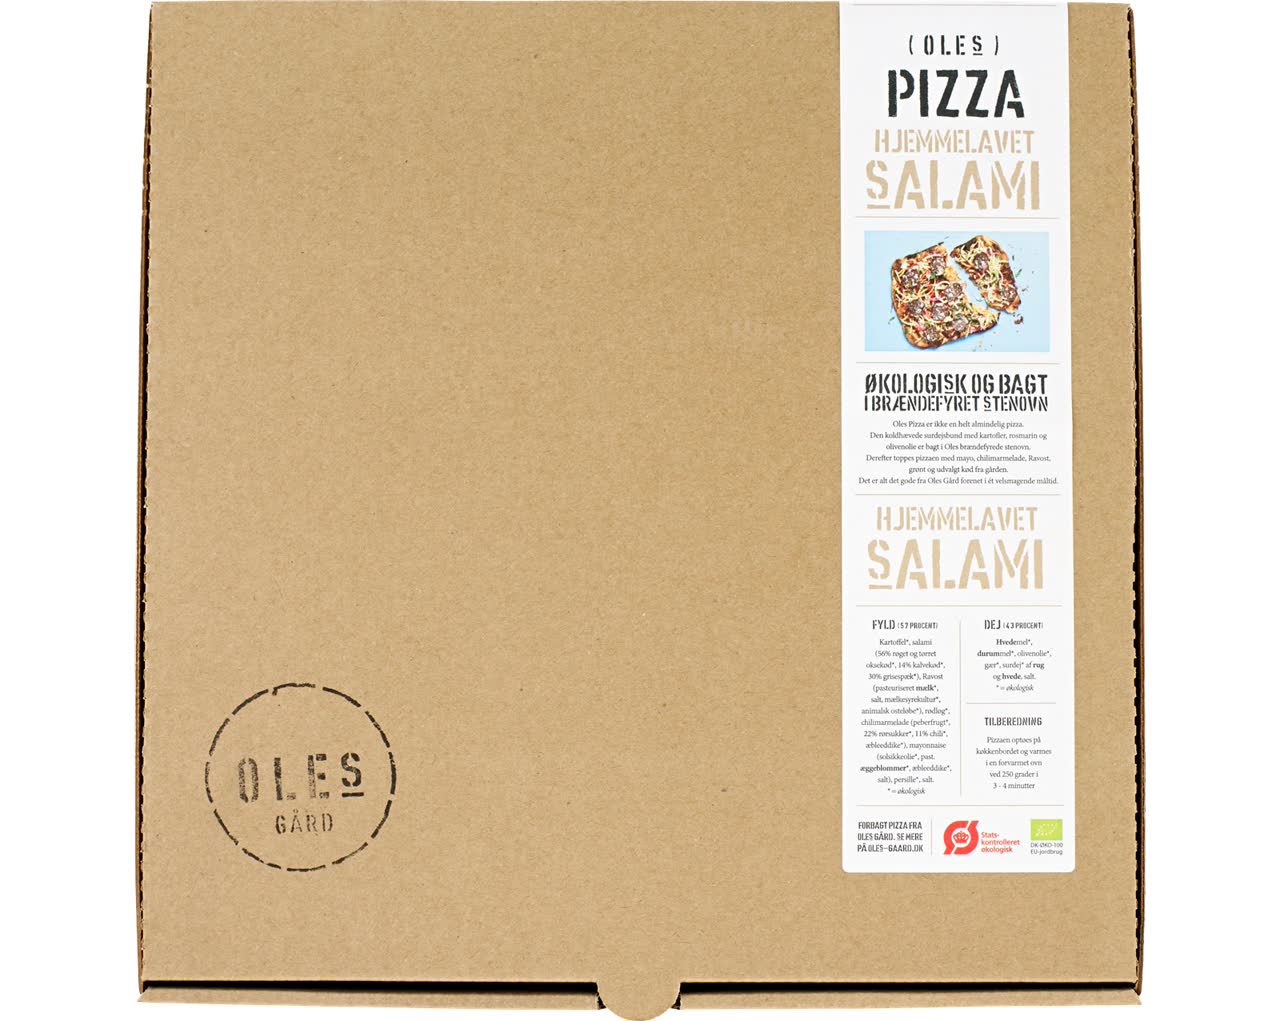 ( OLES )
PIZZA
HJEMMELAVET
SALAMI
ØKOLOGISK OG BAGT
I BRÆNDEFYRET STENOVN
Oles Pizza er ikke en helt almindelig pizza.
Den koldhævede surdejsbund med kartofler, rosmarin og
olivenolie er bagt i Oles brændefyrede stenovn.
Derefter toppes pizzaen med mayo, chilimarmelade, Ravost,
grønt og udvalgt kød fra gården.
Det er alt det gode fra Oles Gård forenet i ét velsmagende måltid.
HJEMMELAVET
SALAMI
FYLD (57 PROCENT)
Kartoffel*, salami
(56% røget og tørret
oksekød*, 14% kalvekød*,
30% grisespæk*), Ravost
(pasteuriseret mælk*,
salt, mælkesyrekultur*,
animalsk osteløbe*), rødløg*,
chilimarmelade (peberfrugt*,
22% rørsukker*, 11% chili*,
æbleeddike*), mayonnaise
(solsikkeolie*, past.
æggeblommer*, æbleeddike*,
salt), persille*, salt.
* = økologisk
DEJ (43 PROCENT)
Hvedemel*,
durummel*, olivenolie*,
gær*, surdej* af rug
og hvede, salt.
* = økologisk
TILBEREDNING
Pizzaen optøes på
køkkenbordet og varmes
i en forvarmet ovn
ved 250 grader i
3 - 4 minutter
FORBAGT PIZZA FRA
OLES GÅRD. SE MERE
PÅ OLES-GAARD.DK
Ø
Stats-
kontrolleret
økologisk
DK-ØKO-100
EU-jordbrug
OLES
GÅRD